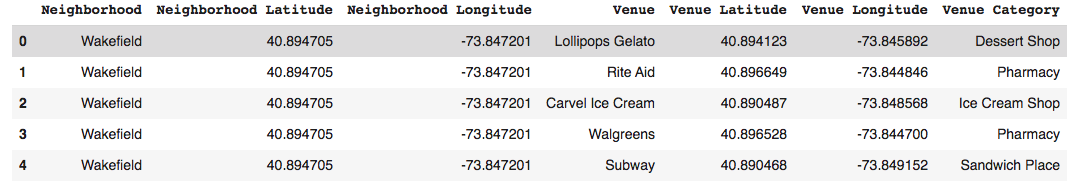 Neighborhood Neighborhood Latitude Neighborhood Longitude Venue Venue Latitude Venue Longitude Venue Category
0 Wakefield 40.894705 -73.847201 Lollipops Gelato 40.894123 -73.845892 Dessert Shop
1 Wakefield 40.894705 -73.847201 Rite Aid 40.896649 -73.844846 Pharmacy
2 Wakefield 40.894705 -73.847201 Carvel Ice Cream 40.890487 -73.848568 Ice Cream Shop
3 Wakefield 40.894705 -73.847201 Walgreens 40.896528 -73.844700 Pharmacy
4 Wakefield 40.894705 -73.847201 Subway 40.890468 -73.849152 Sandwich Place